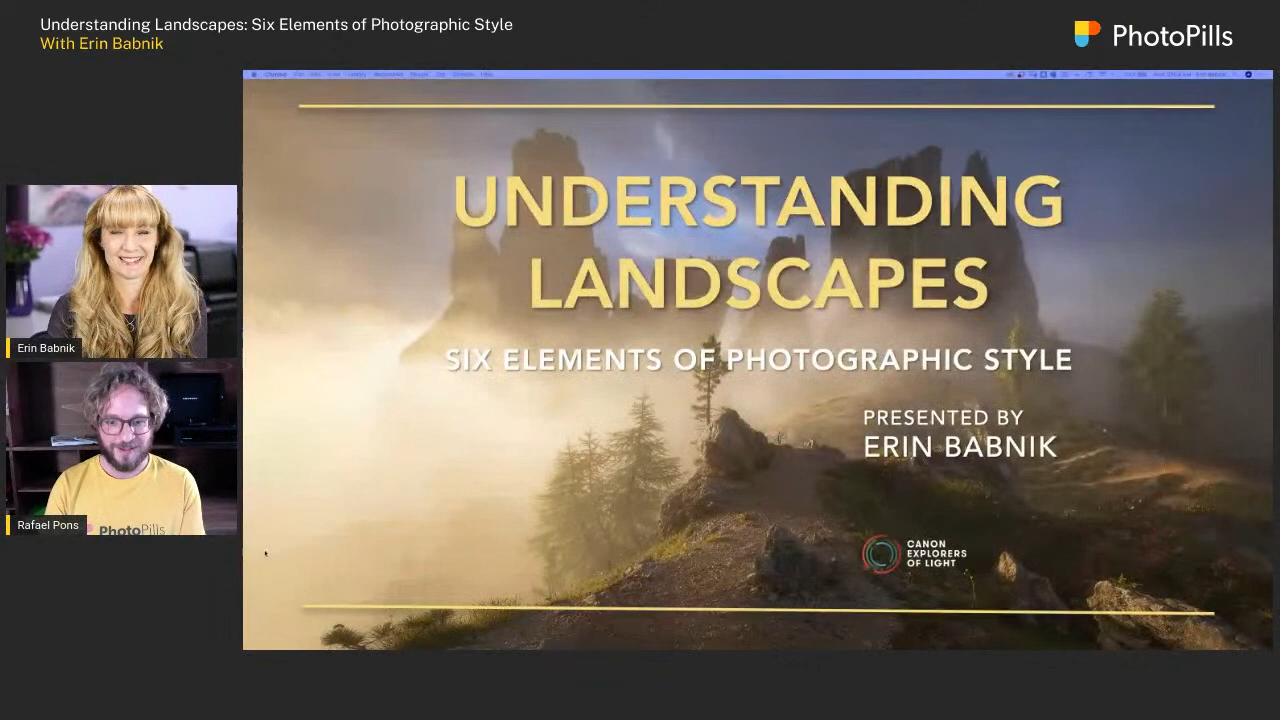 Understanding Landscapes: Six Elements of Photographic Style
With Erin Babnik
PhotoPills
UNDERSTANDING
LANDSCAPES
SIX ELEMENTS OF PHOTOGRAPHIC STYLE
PRESENTED BY
ERIN BABNIK
CANON
EXPLORERS
OF LIGHT
Erin Babnik
Rafael Pons
PhotoPills